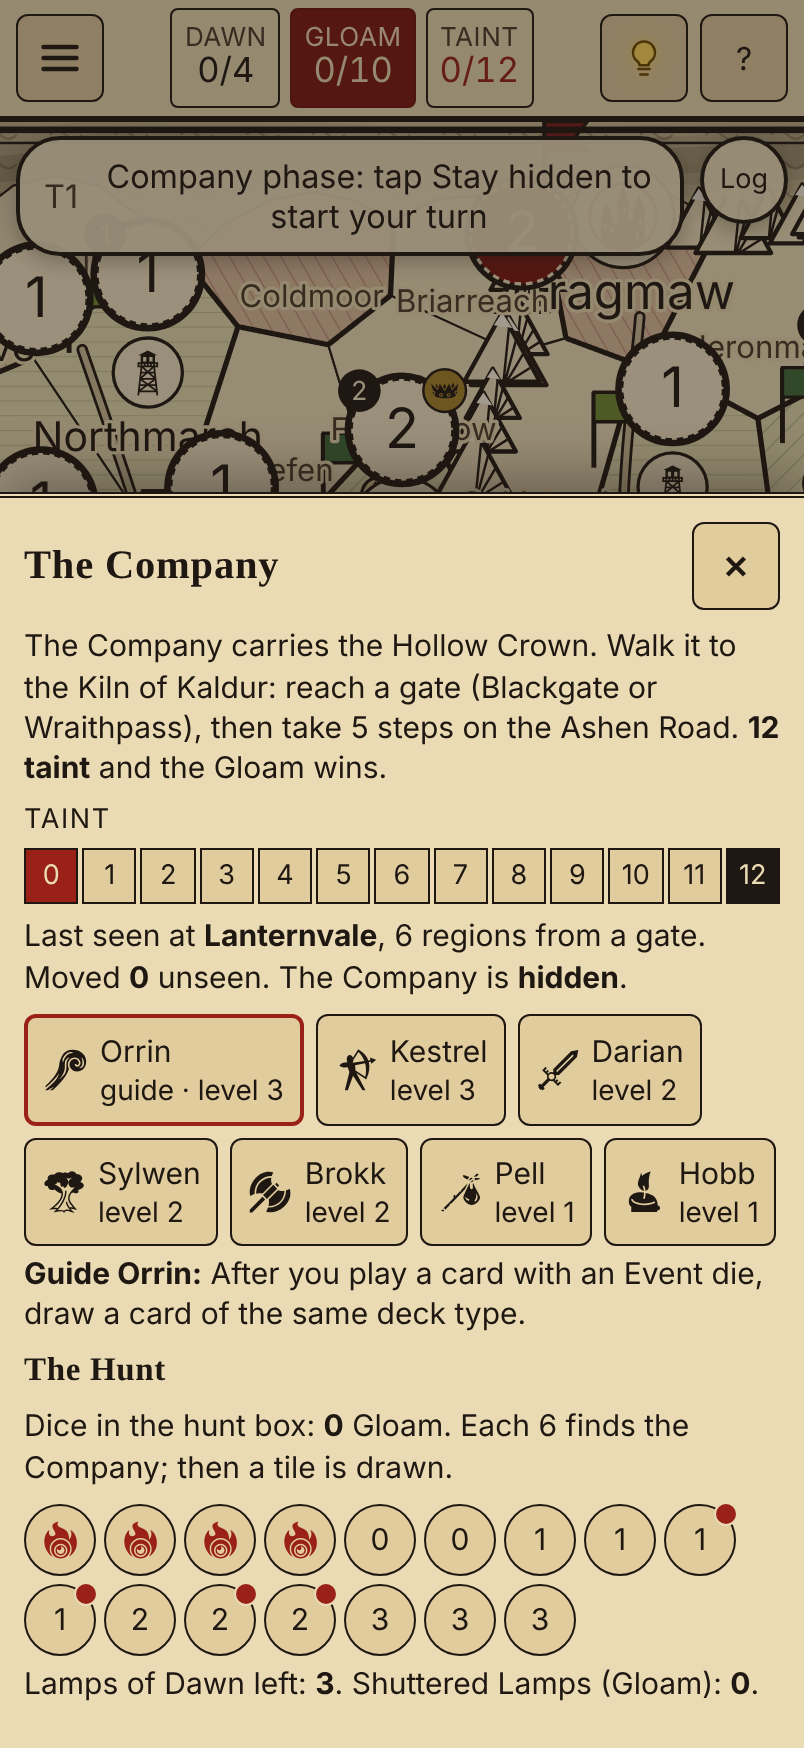 DAWN
0/4
GLOAM
0/10
TAINT
0/12
?
T1
Company phase: tap Stay hidden to
start your turn
Log
1
1
1
2
Coldmoor
Briarreach
ragmaw
1
2
2
Northmarsh
efen
ow
1
1
The Company
×
The Company carries the Hollow Crown. Walk it to
the Kiln of Kaldur: reach a gate (Blackgate or
Wraithpass), then take 5 steps on the Ashen Road. 12
taint and the Gloam wins.
TAINT
0 1 2 3 4 5 6 7 8 9 10 11 12
Last seen at Lanternvale, 6 regions from a gate.
Moved 0 unseen. The Company is hidden.
Orrin
guide · level 3
Kestrel
level 3
Darian
level 2
Sylwen
level 2
Brokk
level 2
Pell
level 1
Hobb
level 1
Guide Orrin: After you play a card with an Event die,
draw a card of the same deck type.
The Hunt
Dice in the hunt box: 0 Gloam. Each 6 finds the
Company; then a tile is drawn.
0 0 1 1 1
1 2 2 2 3 3 3
Lamps of Dawn left: 3. Shuttered Lamps (Gloam): 0.